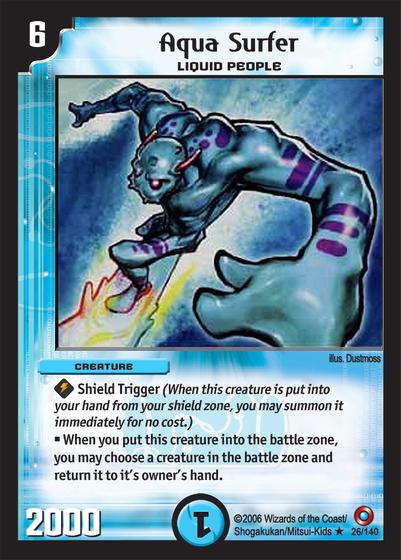 6
Aqua Surfer
LIQUID PEOPLE
illus. Dustmoss
CREATURE
Shield Trigger (When this creature is put into
your hand from your shield zone, you may summon it
immediately for no cost.)
▪ When you put this creature into the battle zone,
you may choose a creature in the battle zone and
return it to it's owner's hand.
2000
1
©2006 Wizards of the Coast/
Shogakukan/Mitsui-Kids ★ 26/140